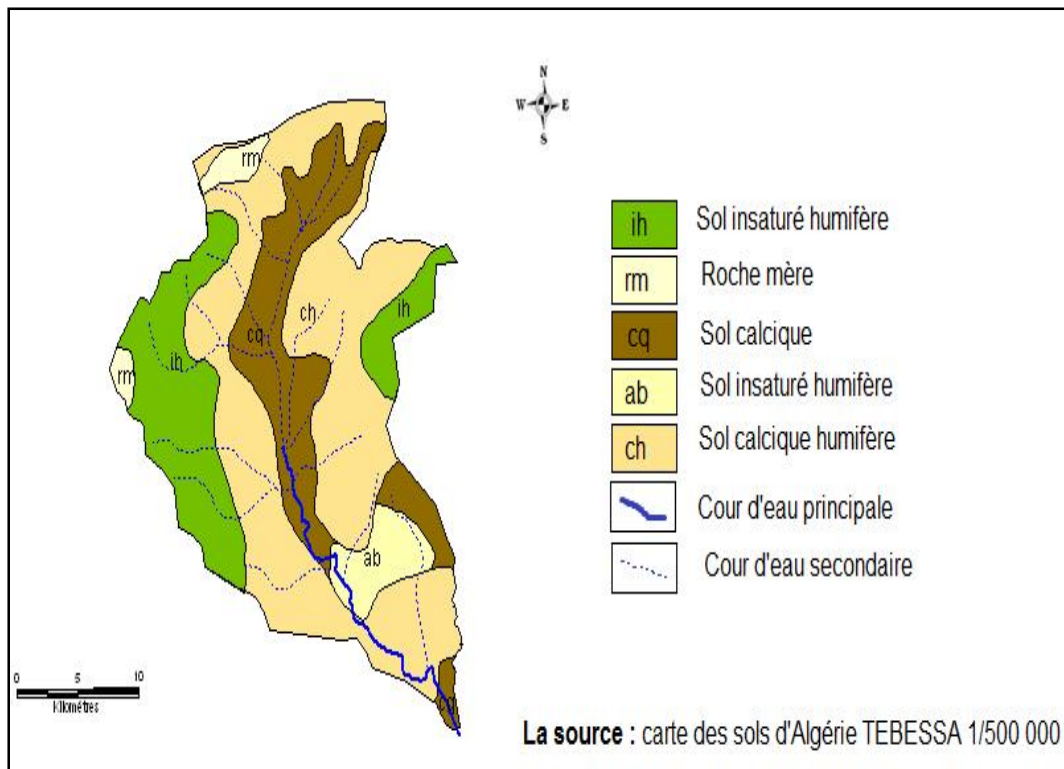 N
W E
S
rm
ih
ch
cq
ih
rm
ab
ih Sol insaturé humifère
rm Roche mère
cq Sol calcique
ab Sol insaturé humifère
ch Sol calcique humifère
Cour d'eau principale
Cour d'eau secondaire
0 5 10
Kilométres
La source : carte des sols d'Algérie TEBESSA 1/500 000